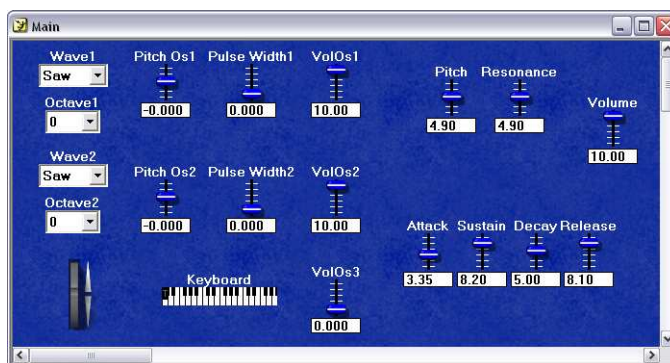 Main
Wave1 Pitch Os1 Pulse Width1 VolOs1
Saw
Pitch Resonance
Octave1
0 -0.000 0.000 10.00
Volume
4.90 4.90
Wave2
10.00
Saw Pitch Os2 Pulse Width2 VolOs2
Octave2
0 -0.000 0.000 10.00
Attack Sustain Decay Release
Keyboard VolOs3
3.35 8.20 5.00 8.10
0.000